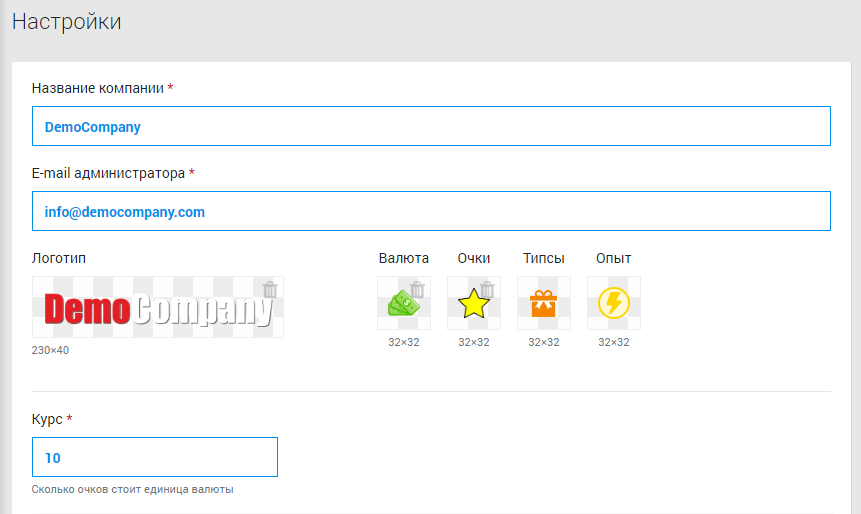 Настройки
Название компании *
DemoCompany
E-mail администратора *
info@democompany.com
Логотип
Валюта Очки Типсы Опыт
DemoCompany
32×32 32×32 32×32 32×32
230×40
Курс *
10
Сколько очков стоит единица валюты